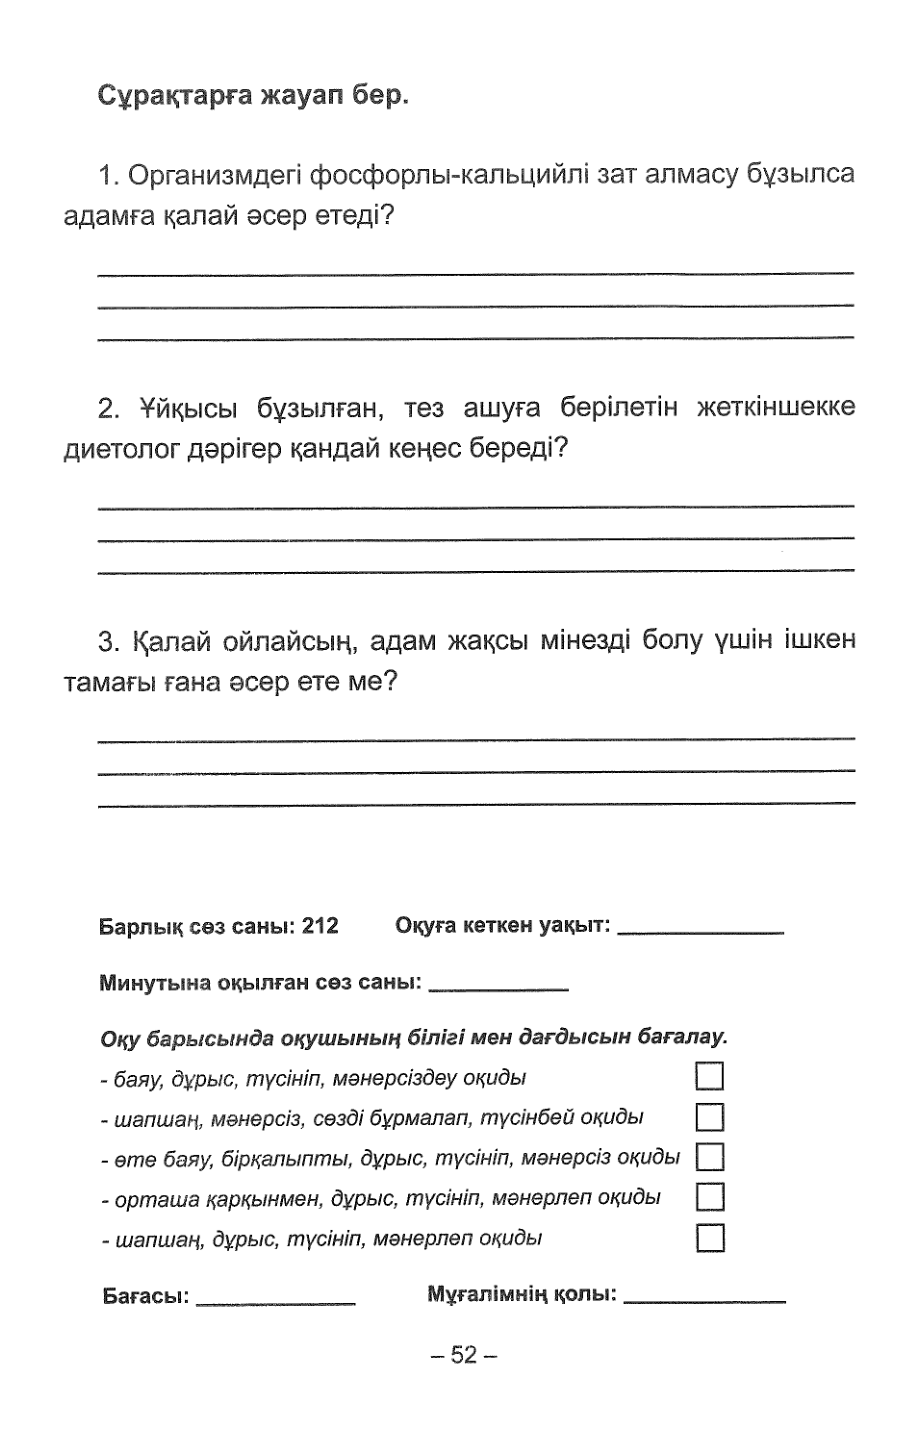 Сұрақтарға жауап бер.
1. Организмдегі фосфорлы-кальцийлі зат алмасу бұзылса
адамға қалай әсер етеді?
2. Ұйқысы бұзылған, тез ашуға берілетін жеткіншекке
диетолог дәрігер қандай кеңес береді?
3. Қалай ойлайсың, адам жақсы мінезді болу үшін ішкен
тамағы ғана әсер ете ме?
Барлық сөз саны: 212 Оқуға кеткен уақыт: ______________
Минутына оқылған сөз саны: ____________
Оқу барысында оқушының білігі мен дағдысын бағалау.
- баяу, дұрыс, түсініп, мәнерсіздеу оқиды
- шапшаң, мәнерсіз, сөзді бұрмалап, түсінбей оқиды
- өте баяу, бірқалыпты, дұрыс, түсініп, мәнерсіз оқиды
- орташа қарқынмен, дұрыс, түсініп, мәнерлеп оқиды
- шапшаң, дұрыс, түсініп, мәнерлеп оқиды
Бағасы: ______________ Мұғалімнің қолы: ______________
– 52 –